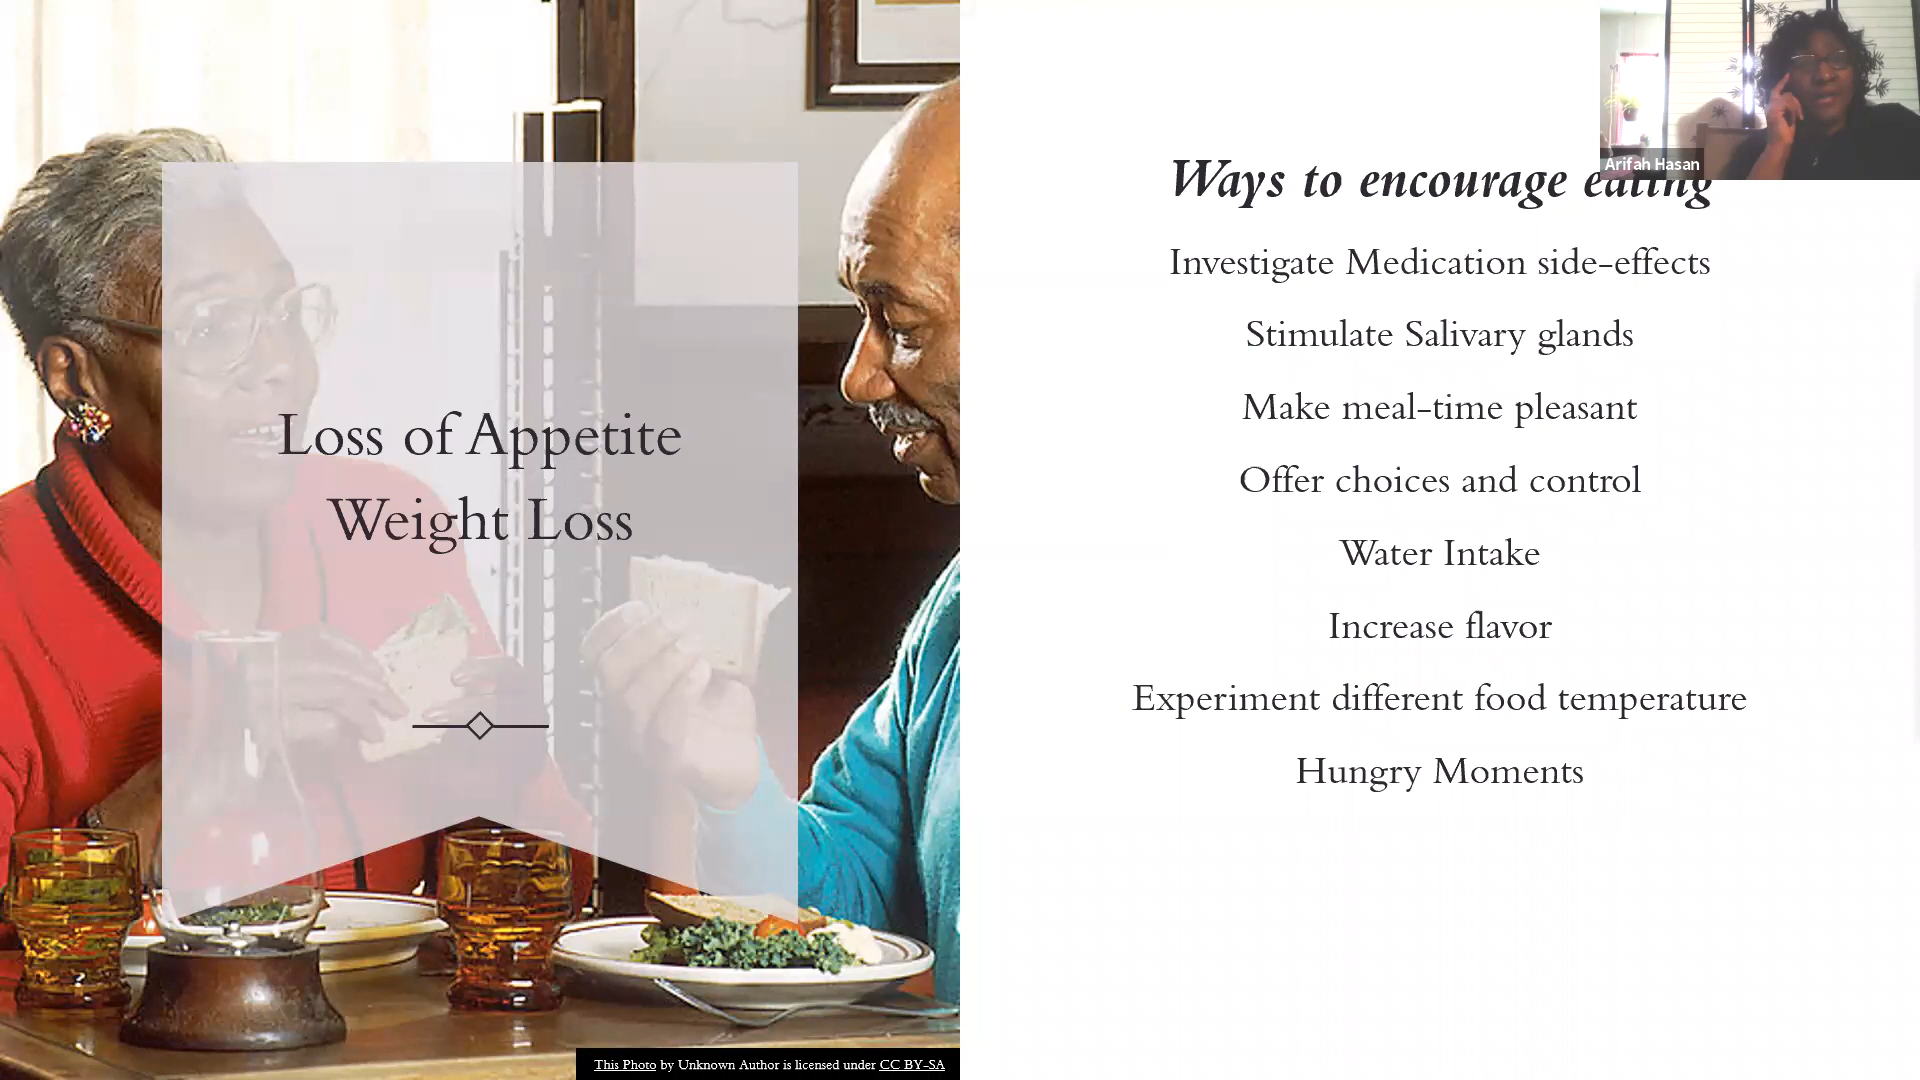 Loss of Appetite
Weight Loss
This Photo by Unknown Author is licensed under CC BY-SA
Arifah Hasan
Ways to encourage eating
Investigate Medication side-effects
Stimulate Salivary glands
Make meal-time pleasant
Offer choices and control
Water Intake
Increase flavor
Experiment different food temperature
Hungry Moments